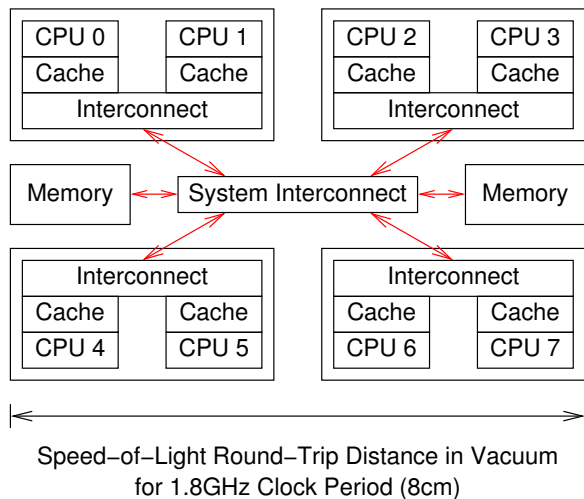 CPU 0 CPU 1 CPU 2 CPU 3
Cache Cache Cache Cache
Interconnect Interconnect
Memory System Interconnect Memory
Interconnect Interconnect
Cache Cache Cache Cache
CPU 4 CPU 5 CPU 6 CPU 7
Speed−of−Light Round−Trip Distance in Vacuum
for 1.8GHz Clock Period (8cm)